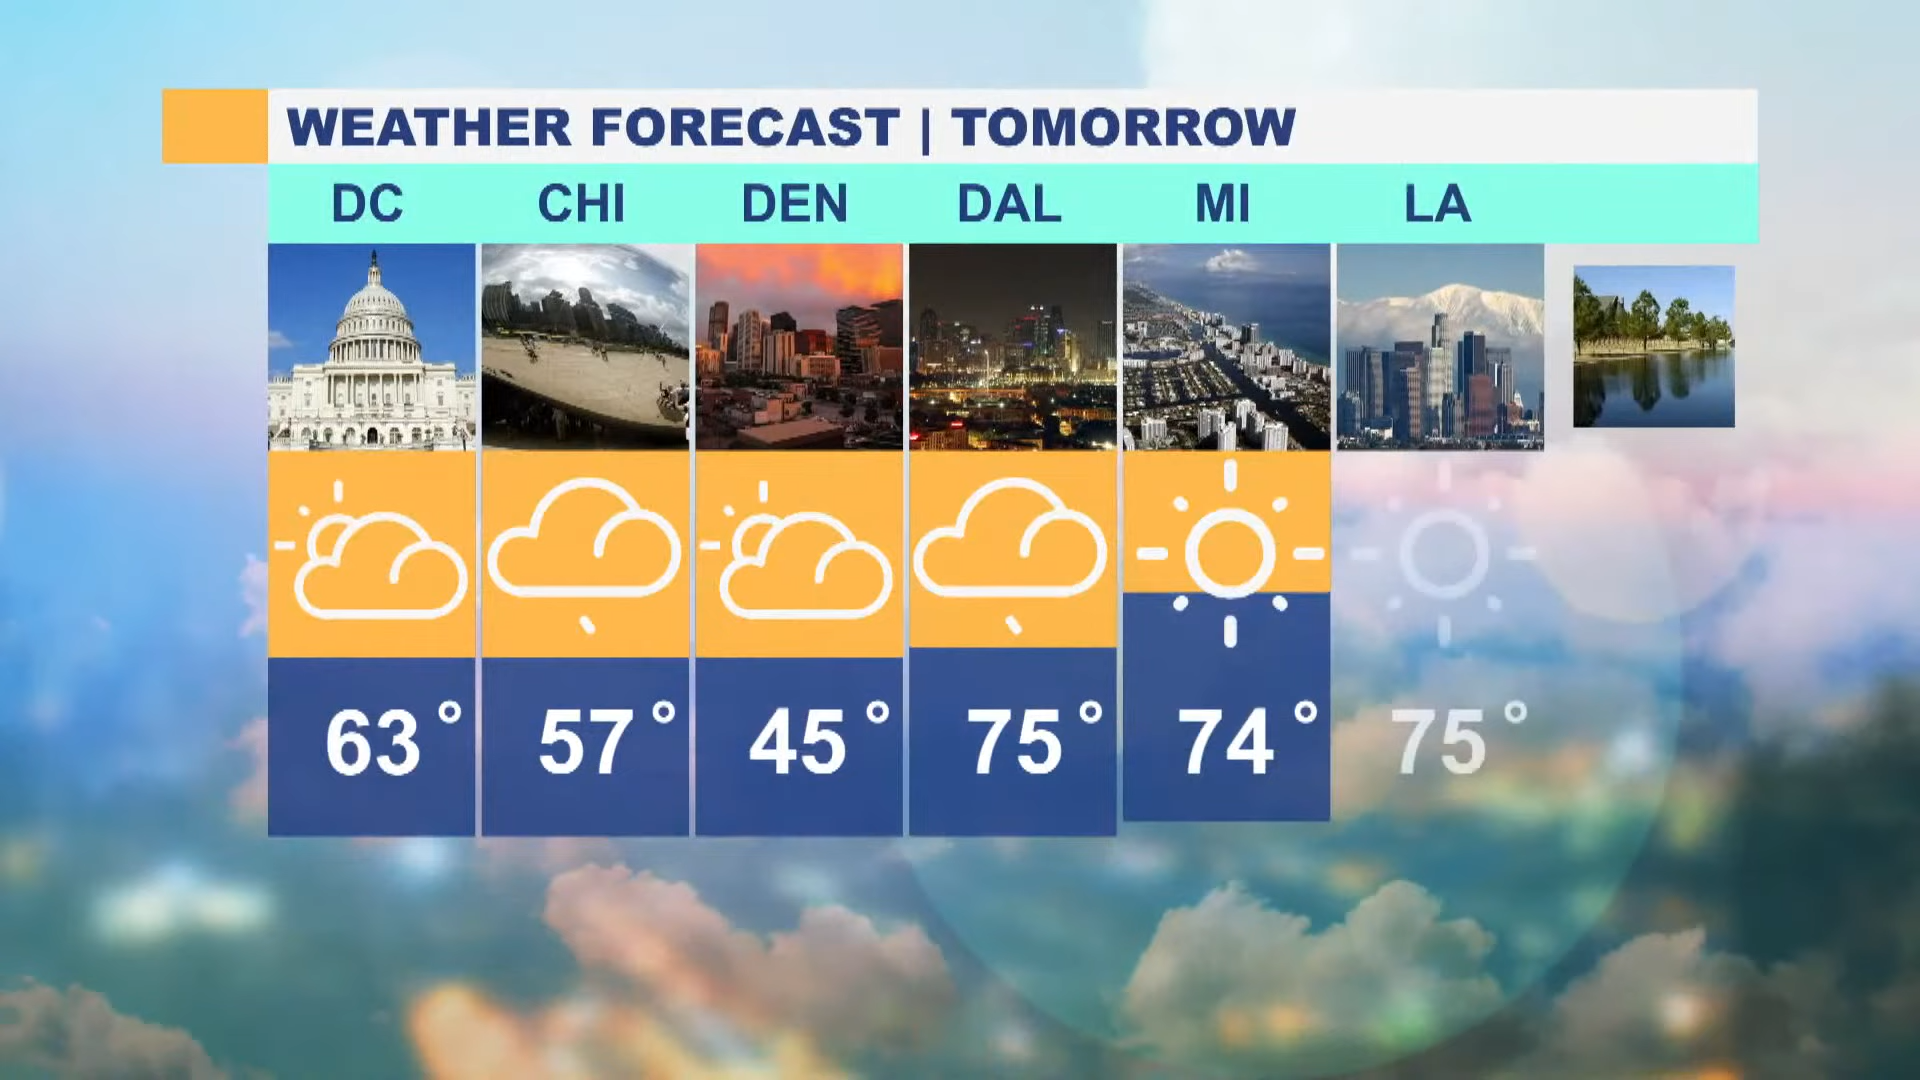 WEATHER FORECAST | TOMORROW
DC CHI DEN DAL MI LA
63° 57° 45° 75° 74° 75°